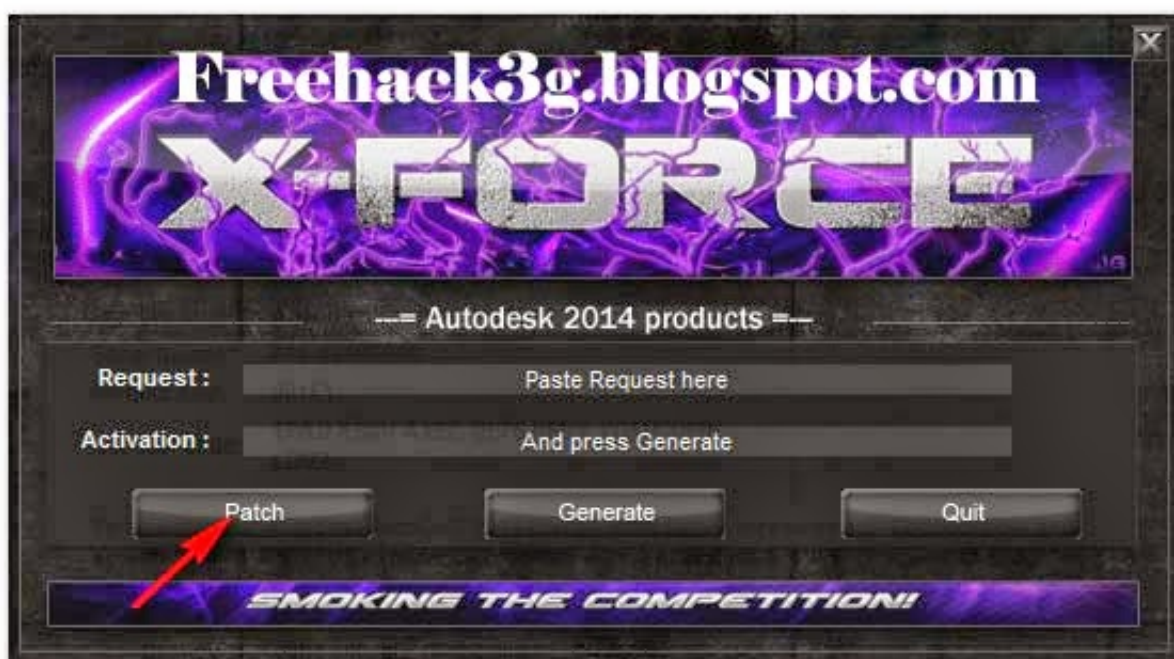 Freehack3g.blogspot.com
X-FORCE
---= Autodesk 2014 products =---
Request :
Paste Request here
Activation :
And press Generate
Patch
Generate
Quit
SMOKING THE COMPETITION!